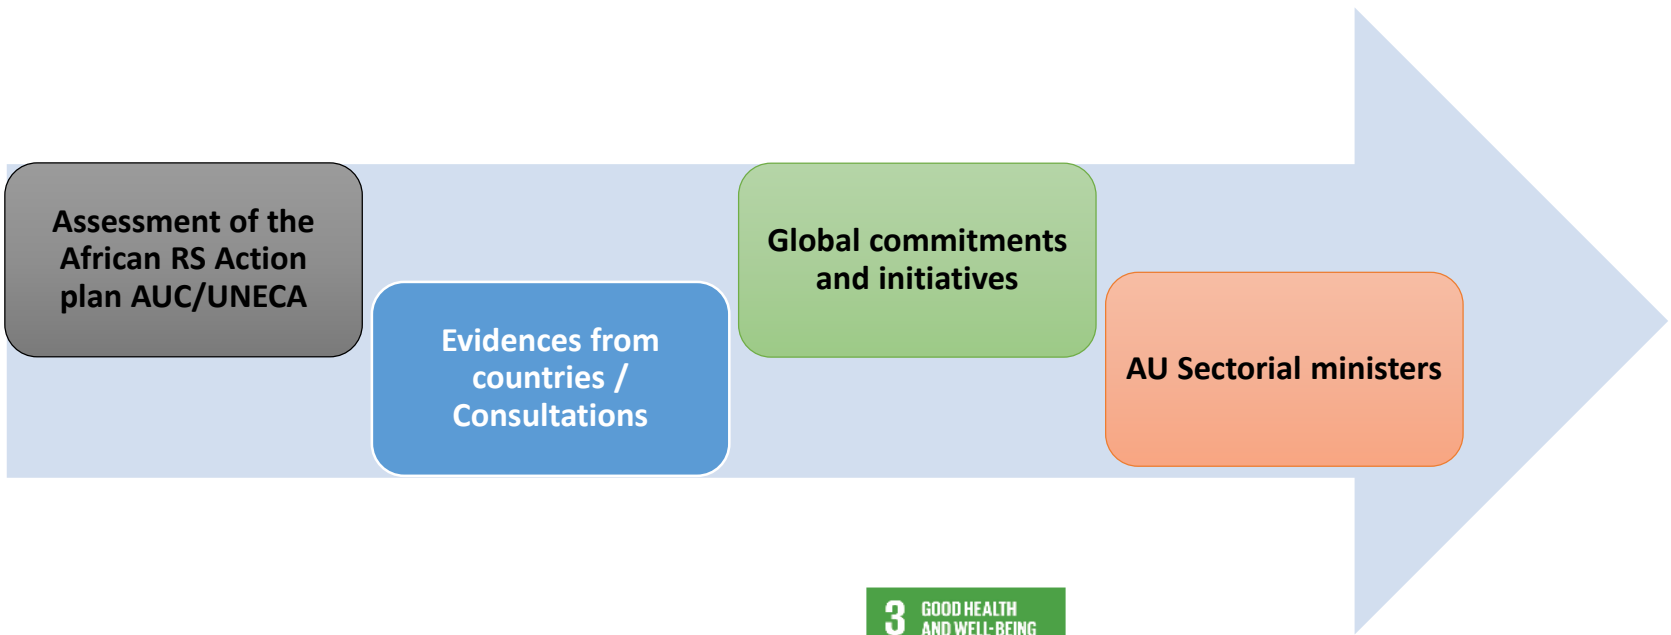 Assessment of the
African RS Action
plan AUC/UNECA
Evidences from
countries /
Consultations
Global commitments
and initiatives
AU Sectorial ministers
3 GOOD HEALTH
AND WELL-BEING